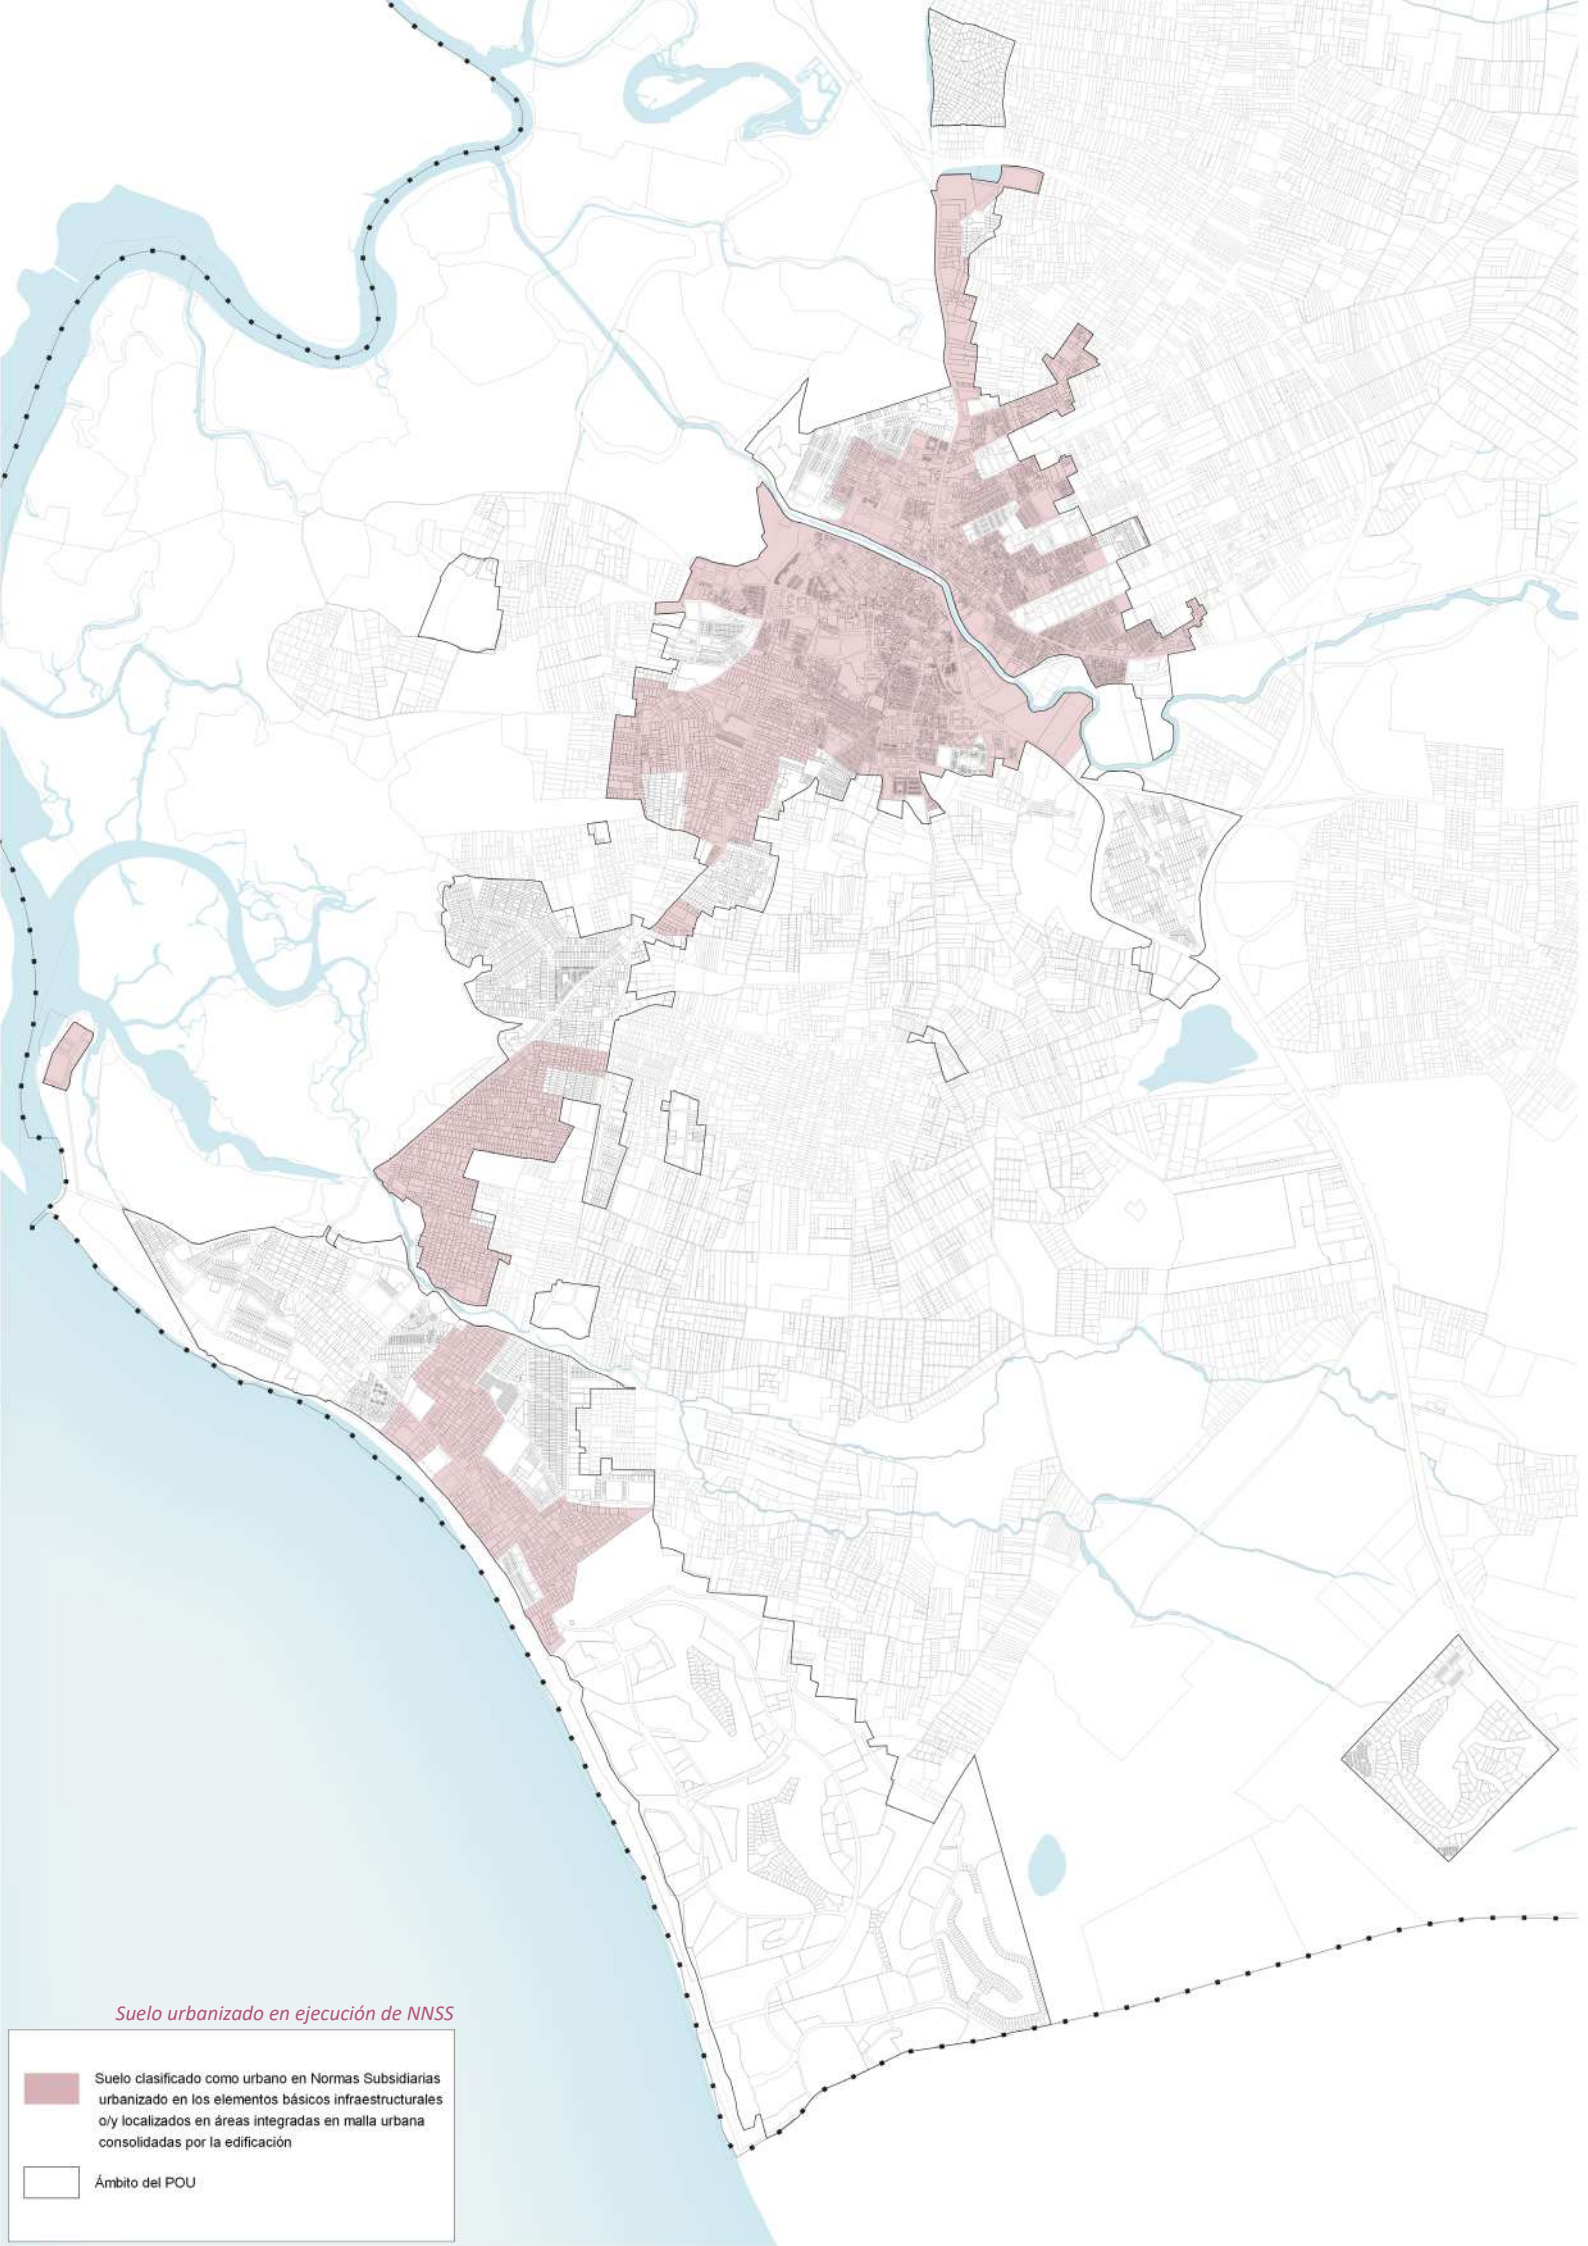 Suelo urbanizado en ejecución de NNSS
Suelo clasificado como urbano en Normas Subsidiarias
urbanizado en los elementos básicos infraestructurales
o/y localizados en áreas integradas en malla urbana
consolidadas por la edificación
Ámbito del POU